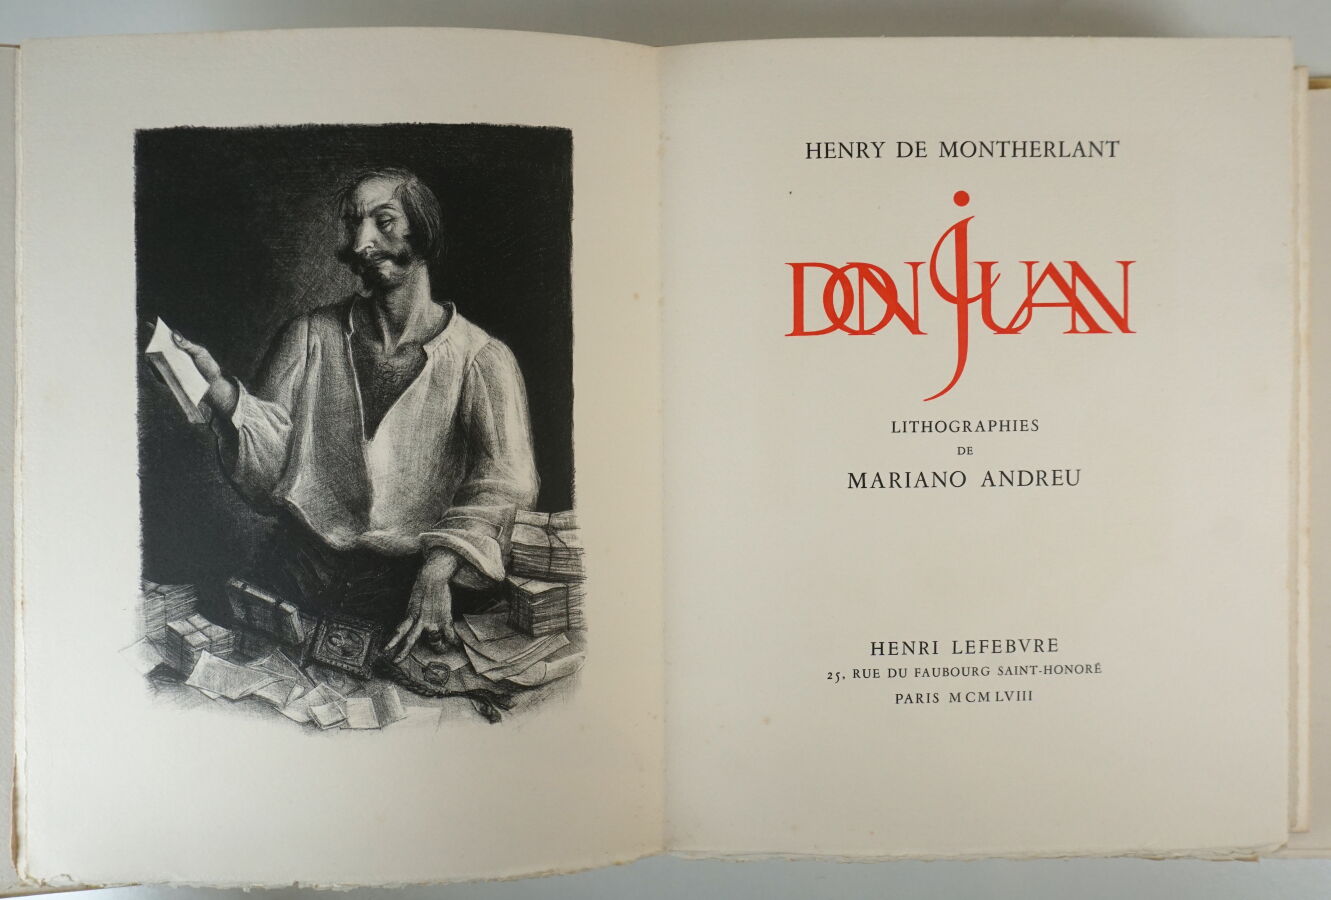 HENRY DE MONTHERLANT
DON JUAN
LITHOGRAPHIES
DE
MARIANO ANDREU
HENRI LEFEBVRE
25, RUE DU FAUBOURG SAINT-HONORÉ
PARIS MCMLVIII